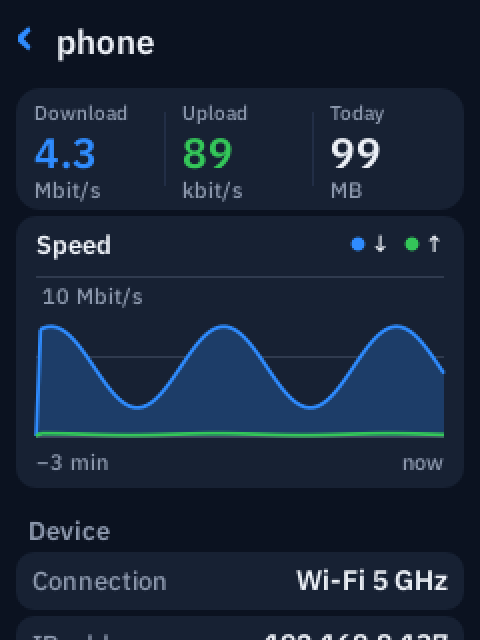 phone
Download Upload Today
4.3 89 99
Mbit/s kbit/s MB
Speed ↓ ↑
10 Mbit/s
−3 min now
Device
Connection Wi-Fi 5 GHz